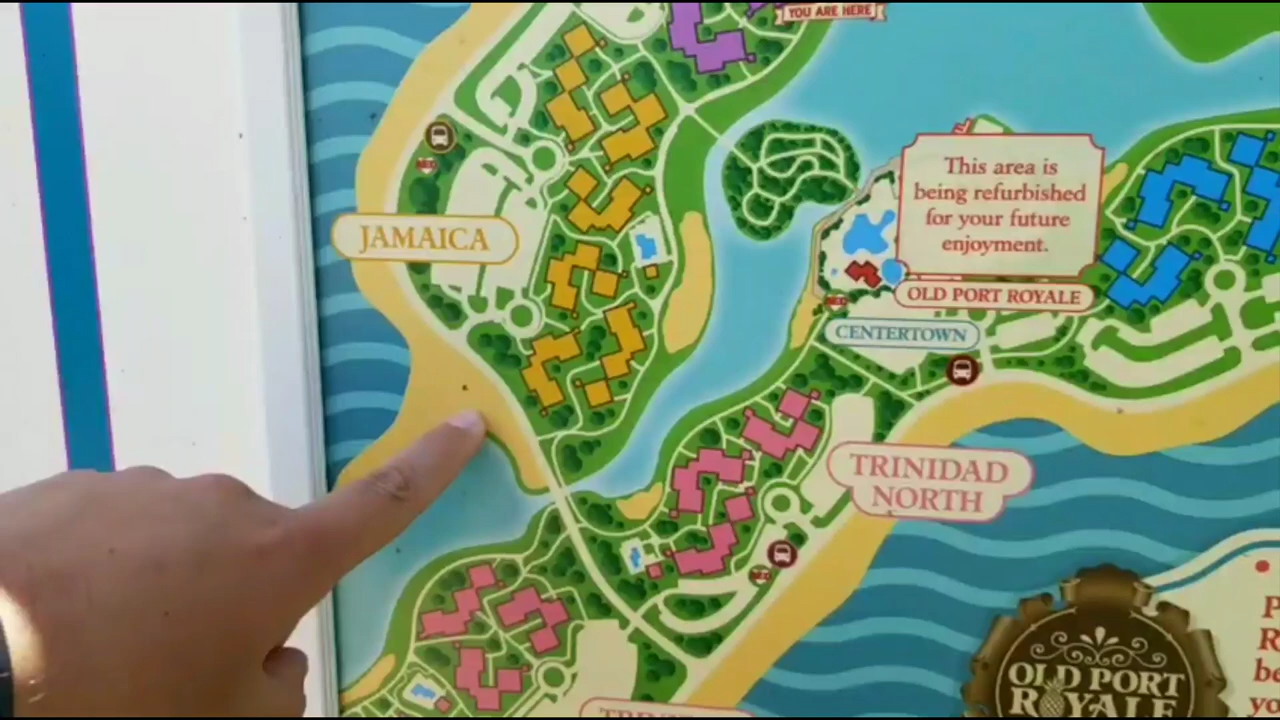 YOU ARE HERE
This area is
being refurbished
for your future
enjoyment.
JAMAICA
OLD PORT ROYALE
CENTERTOWN
TRINIDAD
NORTH
OLD PORT
ROYALE